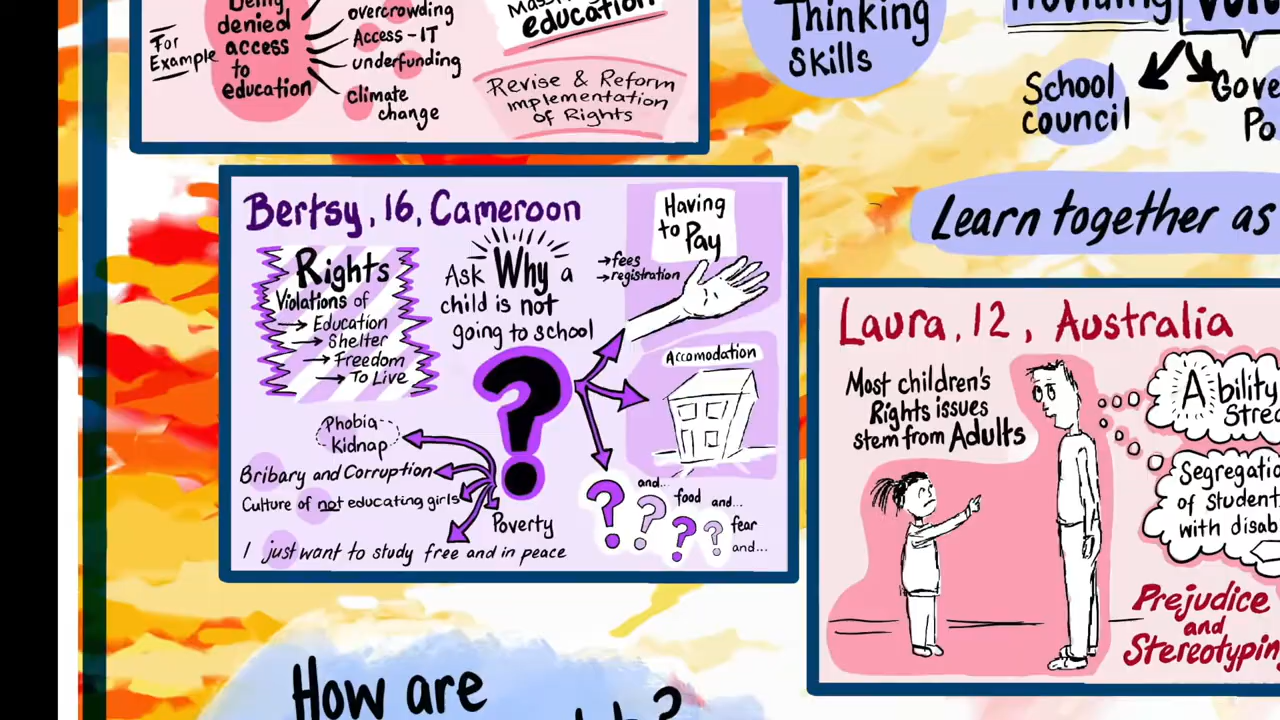 Being
denied
access
to
education
For
Example
overcrowding
Access - IT
underfunding
climate
change
education
Revise & Reform
implementation
of Rights
Thinking
Skills
Providing
School
Council
Learn together as
Bertsy, 16, Cameroon
Rights
Violations of
→ Education
→ Shelter
→ Freedom
→ To Live
Ask Why a
child is not
going to school
Having
to Pay
→fees
→registration
Accomodation
Phobia
Kidnap
Bribary and Corruption
Culture of not educating girls
Poverty
I just want to study free and in peace
?
? and... ? food ? and... ? fear
and...
Laura, 12, Australia
Most children's
Rights issues
stem from Adults
Ability
of student
Prejudice
and
How are